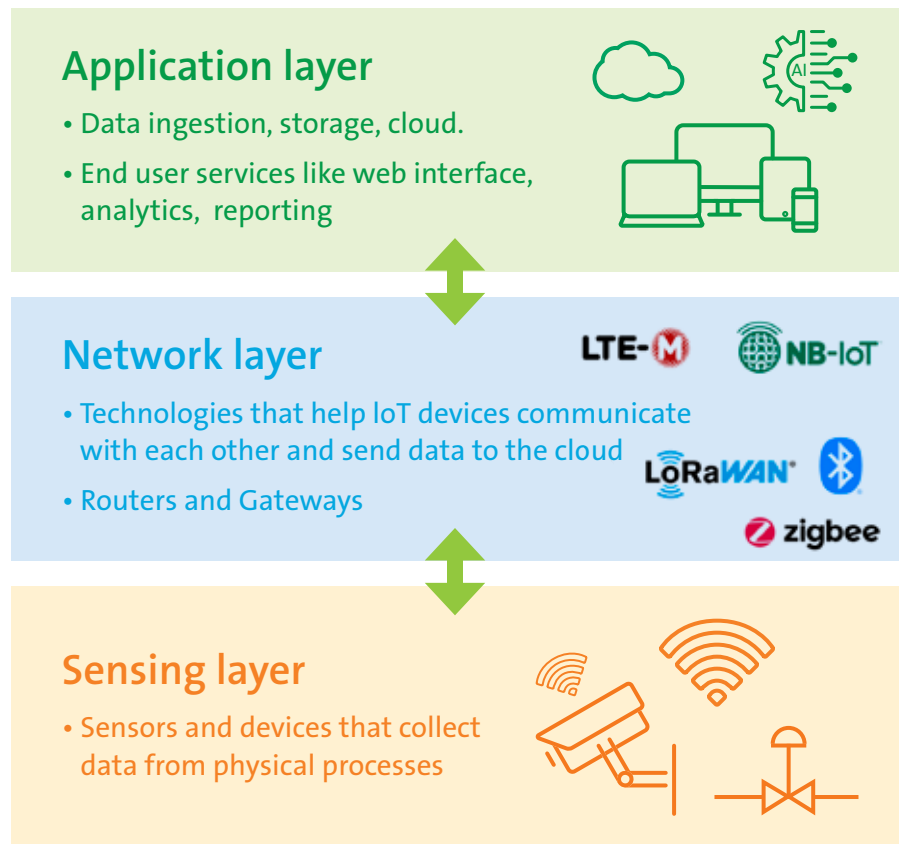 Application layer
• Data ingestion, storage, cloud.
• End user services like web interface,
analytics, reporting
AI
Network layer
LTE-M
NB-IoT
• Technologies that help IoT devices communicate
with each other and send data to the cloud
LoRaWAN®
• Routers and Gateways
zigbee
Sensing layer
• Sensors and devices that collect
data from physical processes